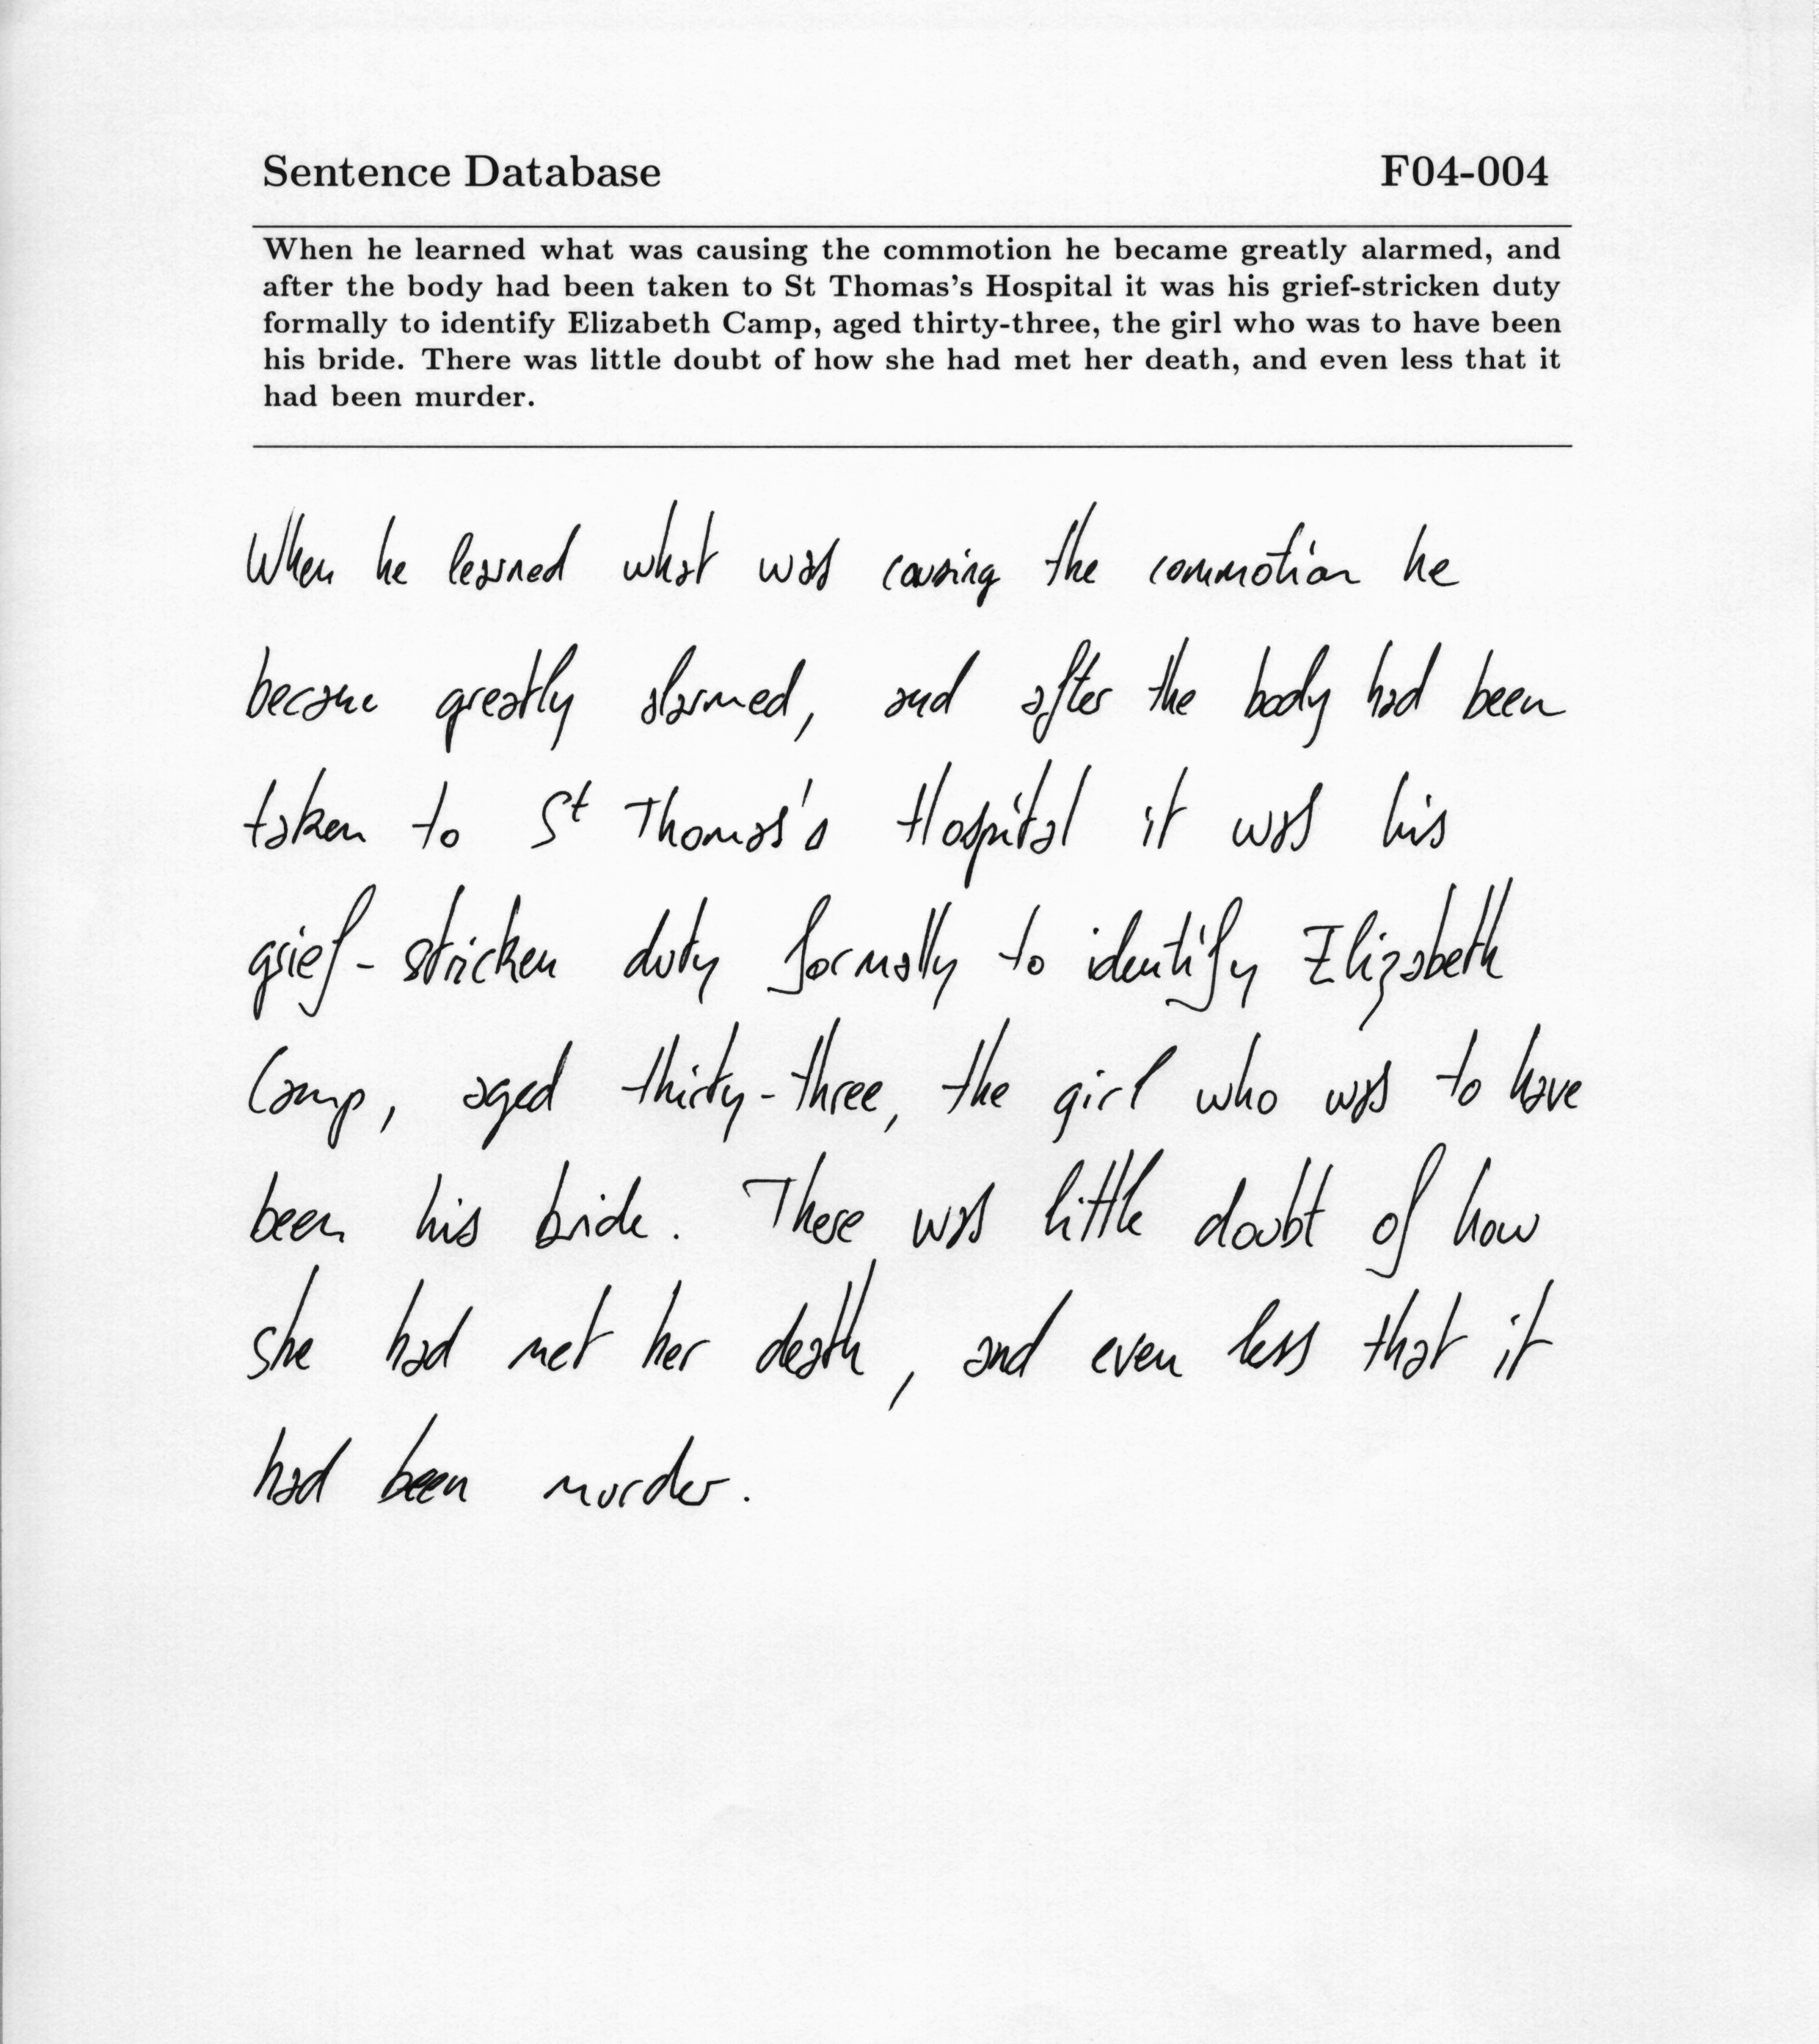 Sentence Database F04-004
When he learned what was causing the commotion he became greatly alarmed, and
after the body had been taken to St Thomas's Hospital it was his grief-stricken duty
formally to identify Elizabeth Camp, aged thirty-three, the girl who was to have been
his bride. There was little doubt of how she had met her death, and even less that it
had been murder.
When he learned what was causing the commotion he
became greatly alarmed, and after the body had been
taken to St Thomas's Hospital it was his
grief-stricken duty formally to identify Elizabeth
Camp, aged thirty-three, the girl who was to have
been his bride. There was little doubt of how
she had met her death, and even less that it
had been murder.